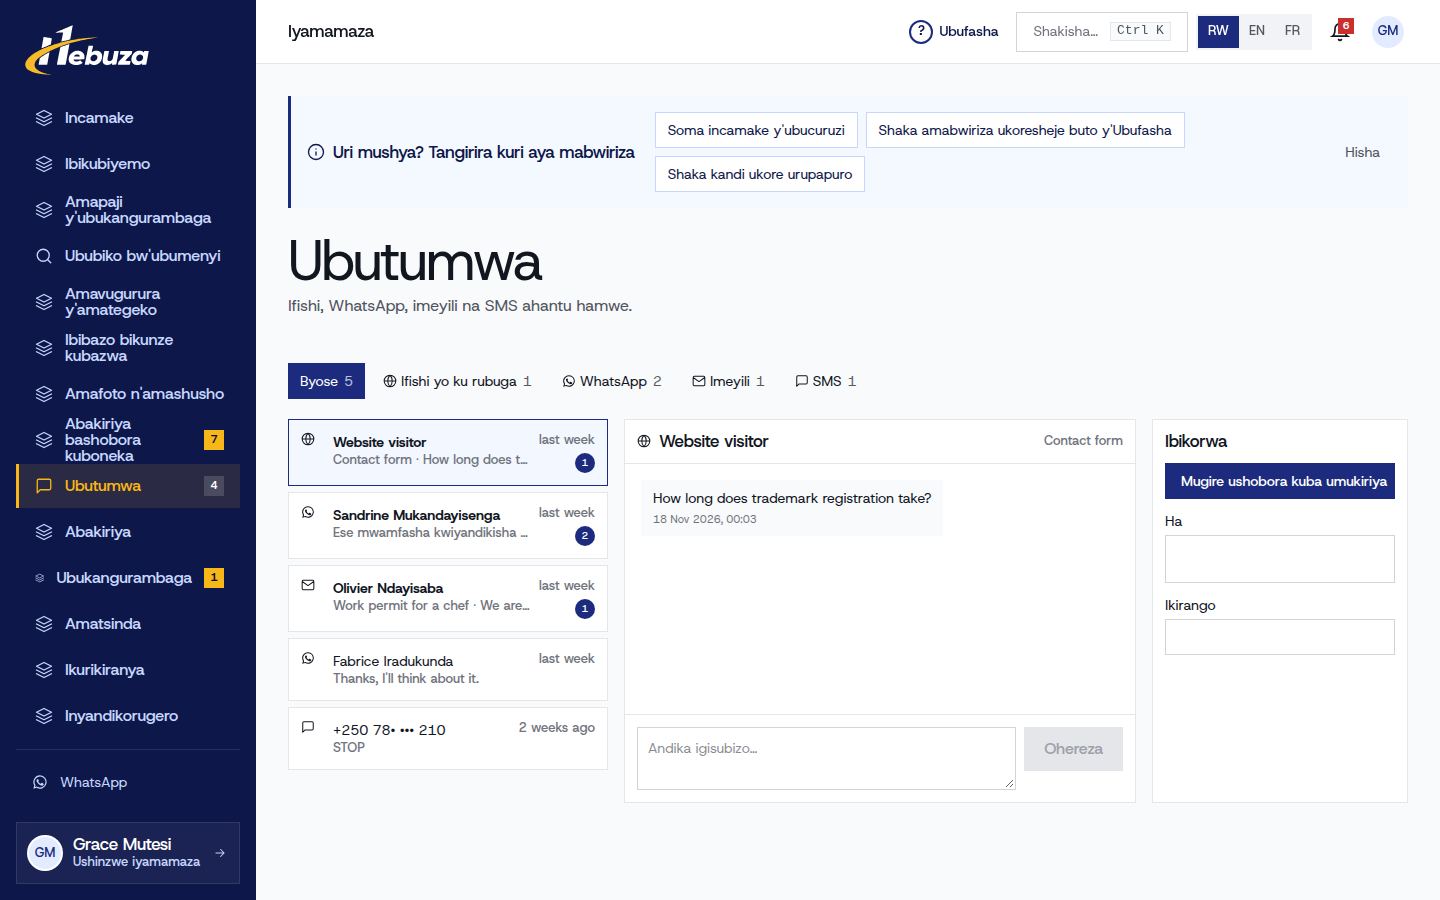 Hebuza
Incamake
Ibikubiyemo
Amapaji
y'ubukangurambaga
Ububiko bw'ubumenyi
Amavugurura
y'amategeko
Ibibazo bikunze
kubazwa
Amafoto n'amashusho
Abakiriya
bashobora
kuboneka
7
Ubutumwa
4
Abakiriya
Ubukangurambaga
1
Amatsinda
Ikurikiranya
Inyandikorugero
WhatsApp
GM
Grace Mutesi
Ushinzwe iyamamaza
Iyamamaza
? Ubufasha
Shakisha… Ctrl K
RW EN FR
6
GM
Uri mushya? Tangirira kuri aya mabwiriza
Soma incamake y'ubucuruzi
Shaka amabwiriza ukoresheje buto y'Ubufasha
Shaka kandi ukore urupapuro
Hisha
Ubutumwa
Ifishi, WhatsApp, imeyili na SMS ahantu hamwe.
Byose 5
Ifishi yo ku rubuga 1
WhatsApp 2
Imeyili 1
SMS 1
Website visitor
last week
Contact form · How long does t…
1
Sandrine Mukandayisenga
last week
Ese mwamfasha kwiyandikisha …
2
Olivier Ndayisaba
last week
Work permit for a chef · We are…
1
Fabrice Iradukunda
last week
Thanks, I'll think about it.
+250 78• ••• 210
2 weeks ago
STOP
Website visitor
Contact form
How long does trademark registration take?
18 Nov 2026, 00:03
Andika igisubizo…
Ohereza
Ibikorwa
Mugire ushobora kuba umukiriya
Ha
Ikirango